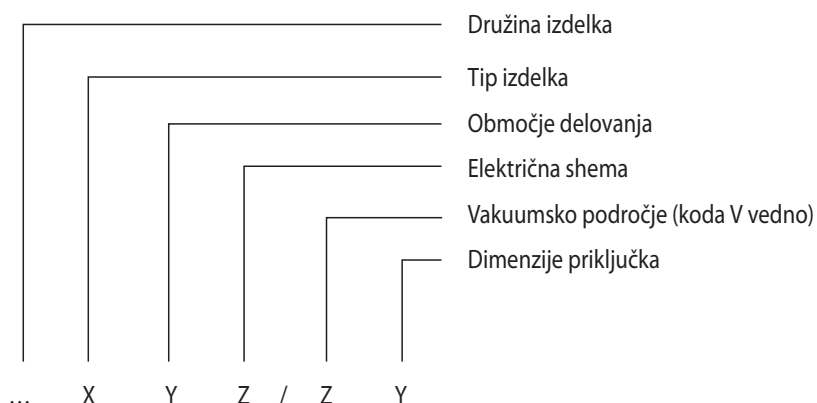 Družina izdelka
Tip izdelka
Območje delovanja
Električna shema
Vakuumsko področje (koda V vedno)
Dimenzije priključka
... X Y Z / Z Y